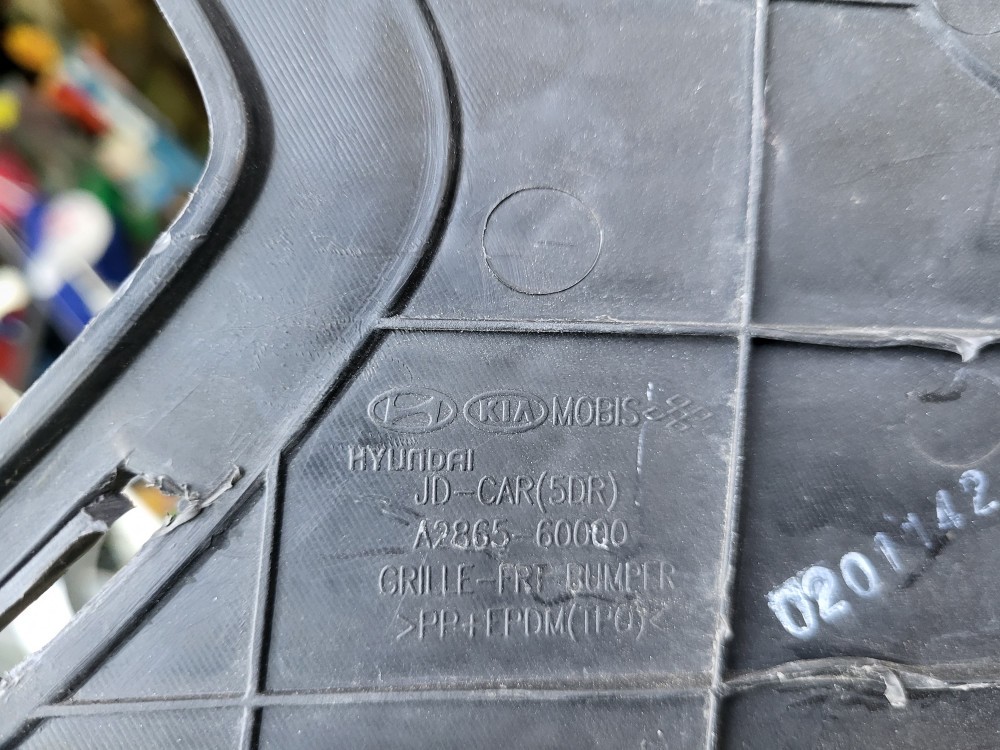 KIA MOBIS
HYUNDAI
JD-CAR(5DR)
A2865-60000
GRILLE-FRT BUMPER
>PP+EPDM(TPO)<
0201142